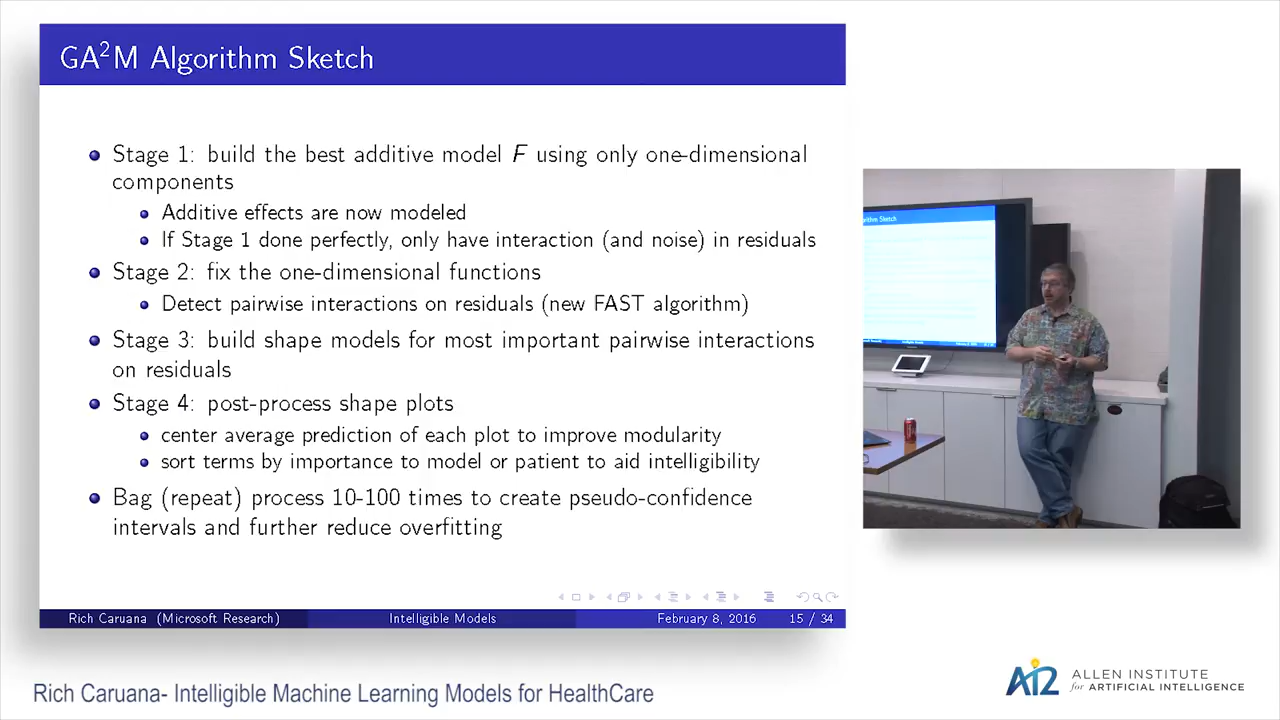 GA²M Algorithm Sketch
Stage 1: build the best additive model F using only one-dimensional
components
Additive effects are now modeled
If Stage 1 done perfectly, only have interaction (and noise) in residuals
Stage 2: fix the one-dimensional functions
Detect pairwise interactions on residuals (new FAST algorithm)
Stage 3: build shape models for most important pairwise interactions
on residuals
Stage 4: post-process shape plots
center average prediction of each plot to improve modularity
sort terms by importance to model or patient to aid intelligibility
Bag (repeat) process 10-100 times to create pseudo-confidence
intervals and further reduce overfitting
Rich Caruana (Microsoft Research) Intelligible Models February 8, 2016 15 / 34
Rich Caruana- Intelligible Machine Learning Models for HealthCare
AI2
ALLEN INSTITUTE
for ARTIFICIAL INTELLIGENCE
Sketch